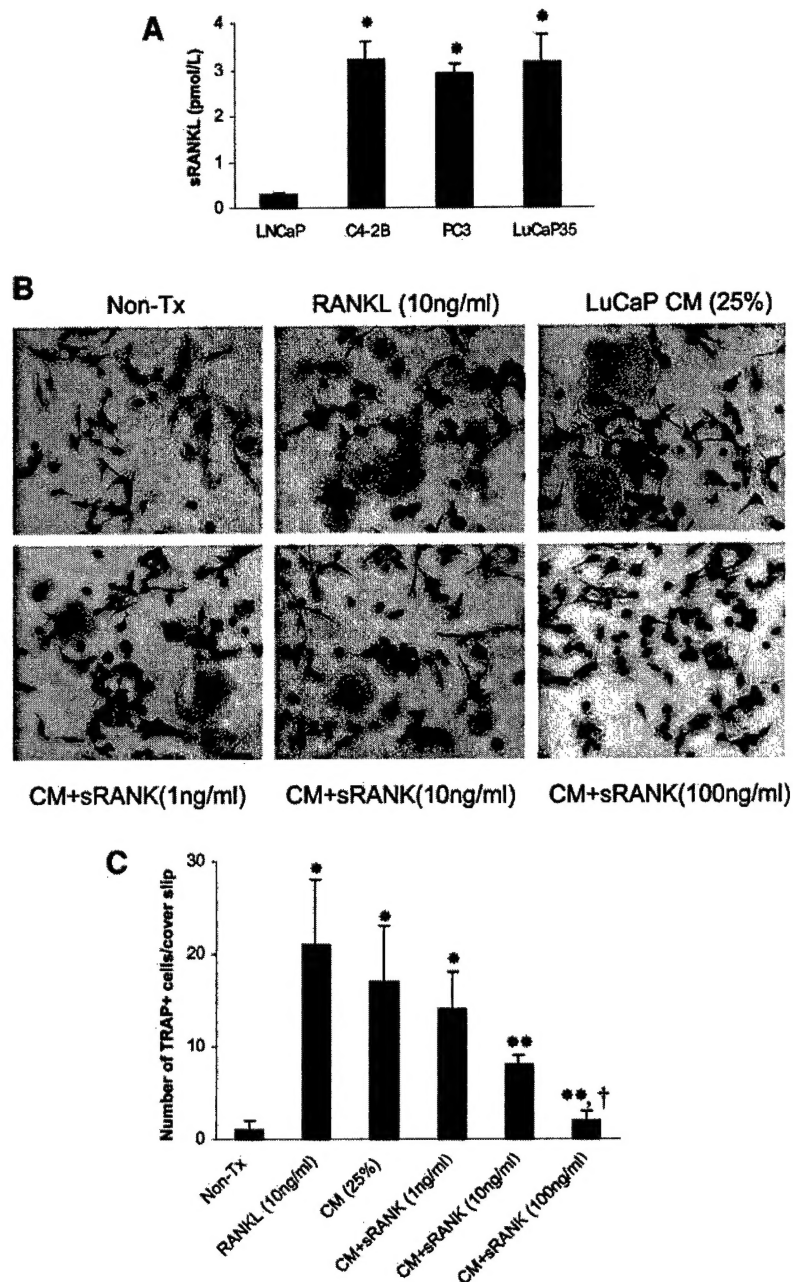 A
sRANKL (pmol/L)
4
3
2
1
0
LNCaP
C4-2B
PC3
LuCaP35
*
*
*
B
Non-Tx
RANKL (10ng/ml)
LuCaP CM (25%)
CM+sRANK(1ng/ml)
CM+sRANK(10ng/ml)
CM+sRANK(100ng/ml)
C
Number of TRAP+ cells/cover slip
30
20
10
0
*
*
*
**
**, †
Non-Tx
RANKL (10ng/ml)
CM (25%)
CM+sRANK (1ng/ml)
CM+sRANK (10ng/ml)
CM+sRANK (100ng/ml)